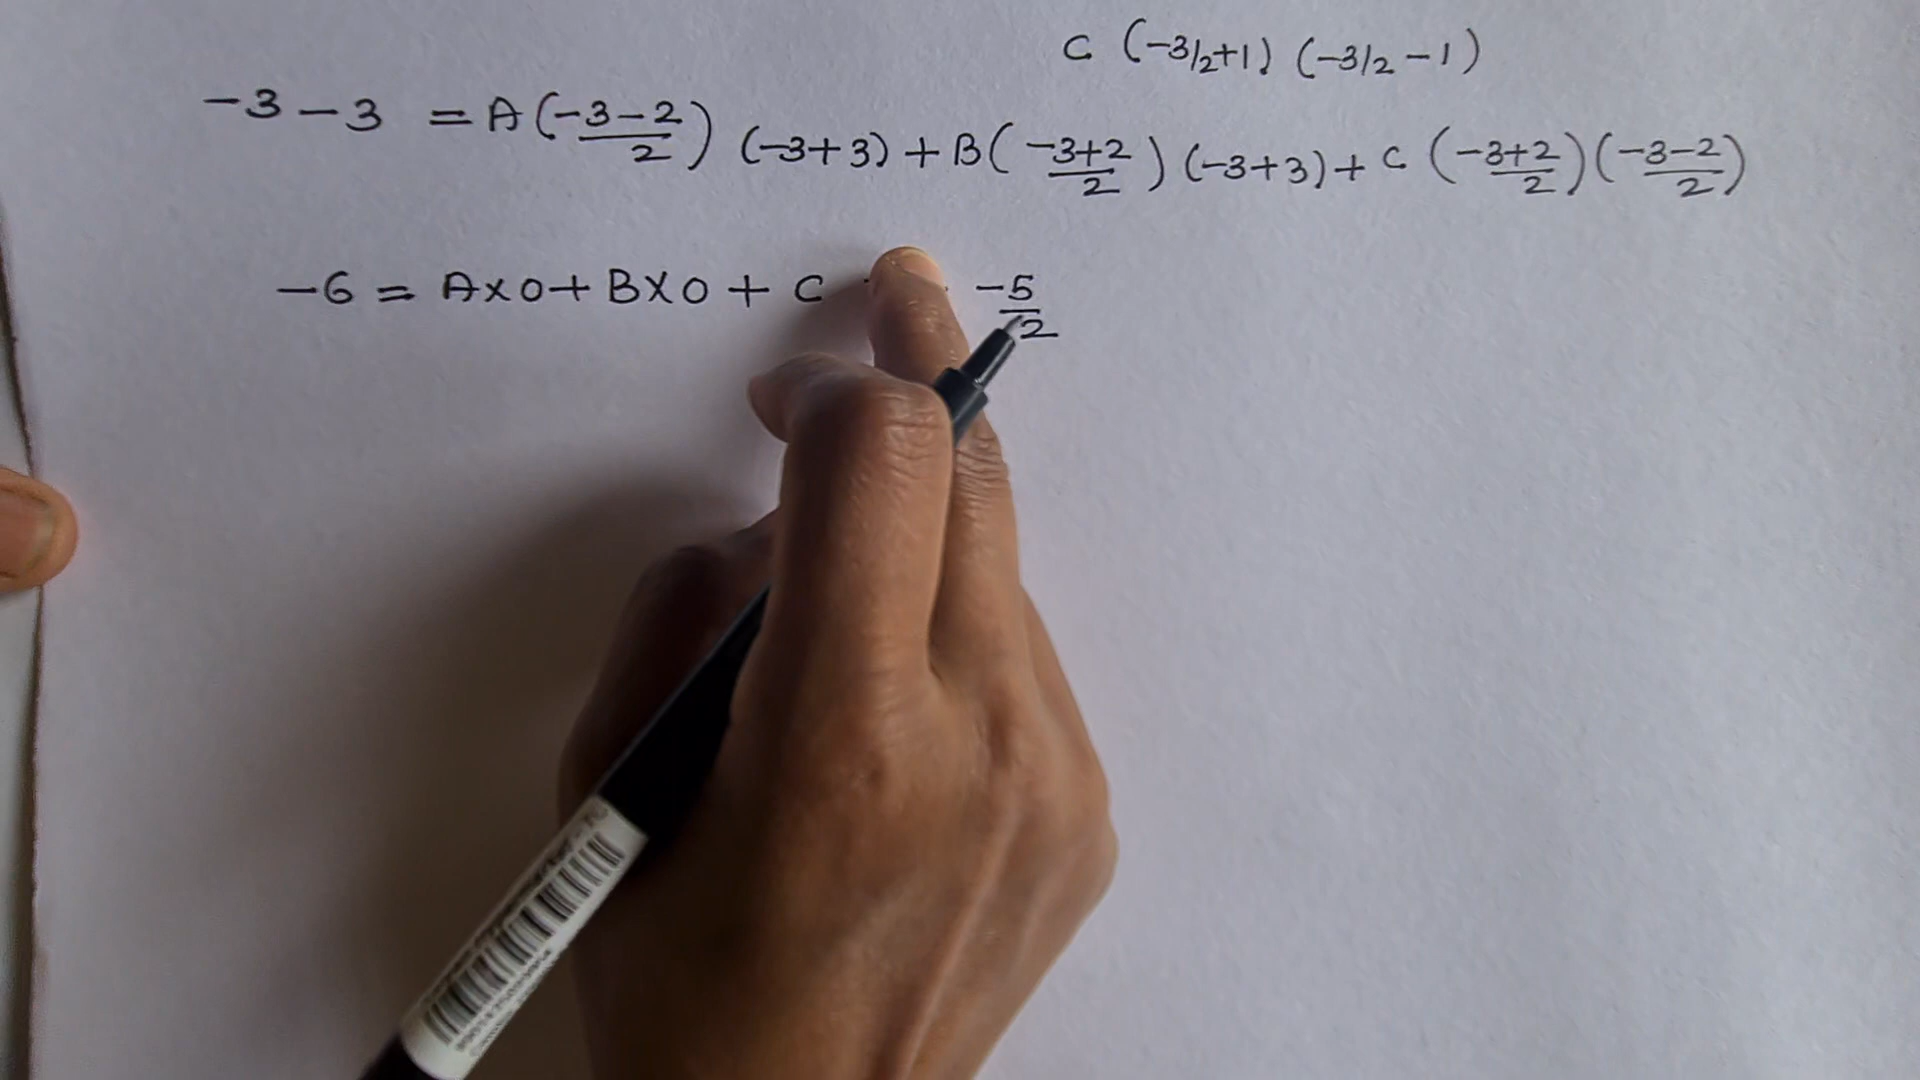 C (-3/2+1) (-3/2-1)
-3-3 = A(-3-2/2) (-3+3) + B(-3+2/2) (-3+3) + C (-3+2/2) (-3-2/2)
-6 = A×0 + B×0 + C -5/2